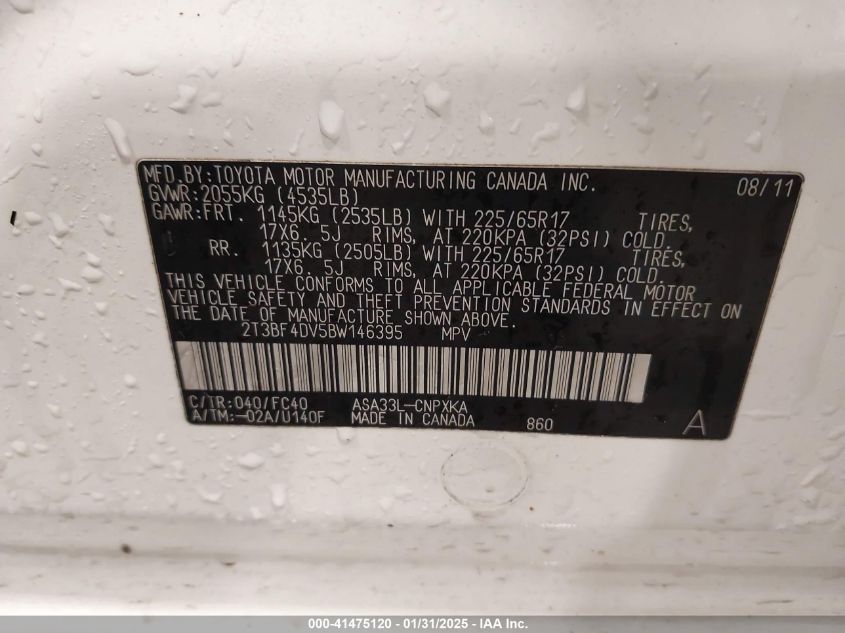 MFD.BY:TOYOTA MOTOR MANUFACTURING CANADA INC. 08/11
GVWR:2055KG (4535LB)
GAWR:FRT. 1145KG (2535LB) WITH 225/65R17 TIRES,
17X6. 5J RIMS, AT 220KPA (32PSI) COLD.
RR. 1135KG (2505LB) WITH 225/65R17 TIRES,
17X6. 5J RIMS, AT 220KPA (32PSI) COLD.
THIS VEHICLE CONFORMS TO ALL APPLICABLE FEDERAL MOTOR
VEHICLE SAFETY AND THEFT PREVENTION STANDARDS IN EFFECT ON
THE DATE OF MANUFACTURE SHOWN ABOVE.
2T3BF4DV5BW146395 MPV
C/TR:040/FC40 ASA33L-CNPXKA
A/TM:-02A/U140F MADE IN CANADA 860 A
000-41475120 - 01/31/2025 - IAA Inc.